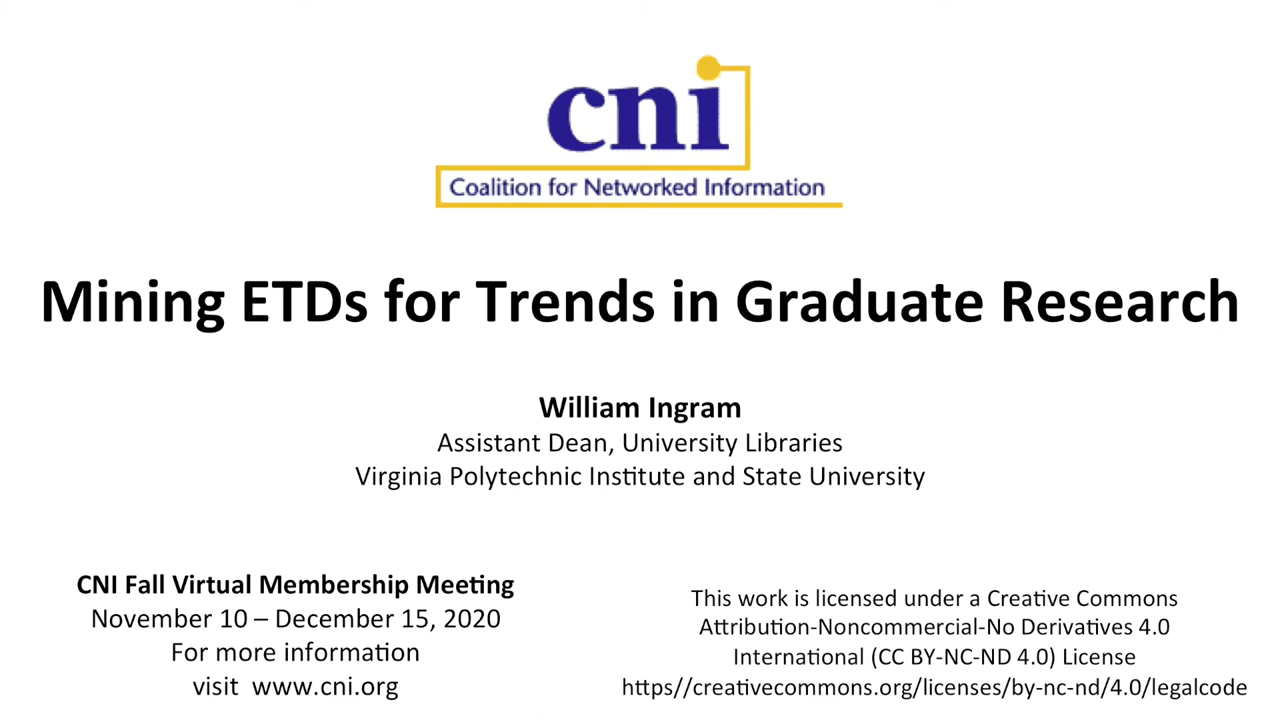 cni
Coalition for Networked Information
Mining ETDs for Trends in Graduate Research
William Ingram
Assistant Dean, University Libraries
Virginia Polytechnic Institute and State University
CNI Fall Virtual Membership Meeting
November 10 – December 15, 2020
For more information
visit www.cni.org
This work is licensed under a Creative Commons
Attribution-Noncommercial-No Derivatives 4.0
International (CC BY-NC-ND 4.0) License
https//creativecommons.org/licenses/by-nc-nd/4.0/legalcode